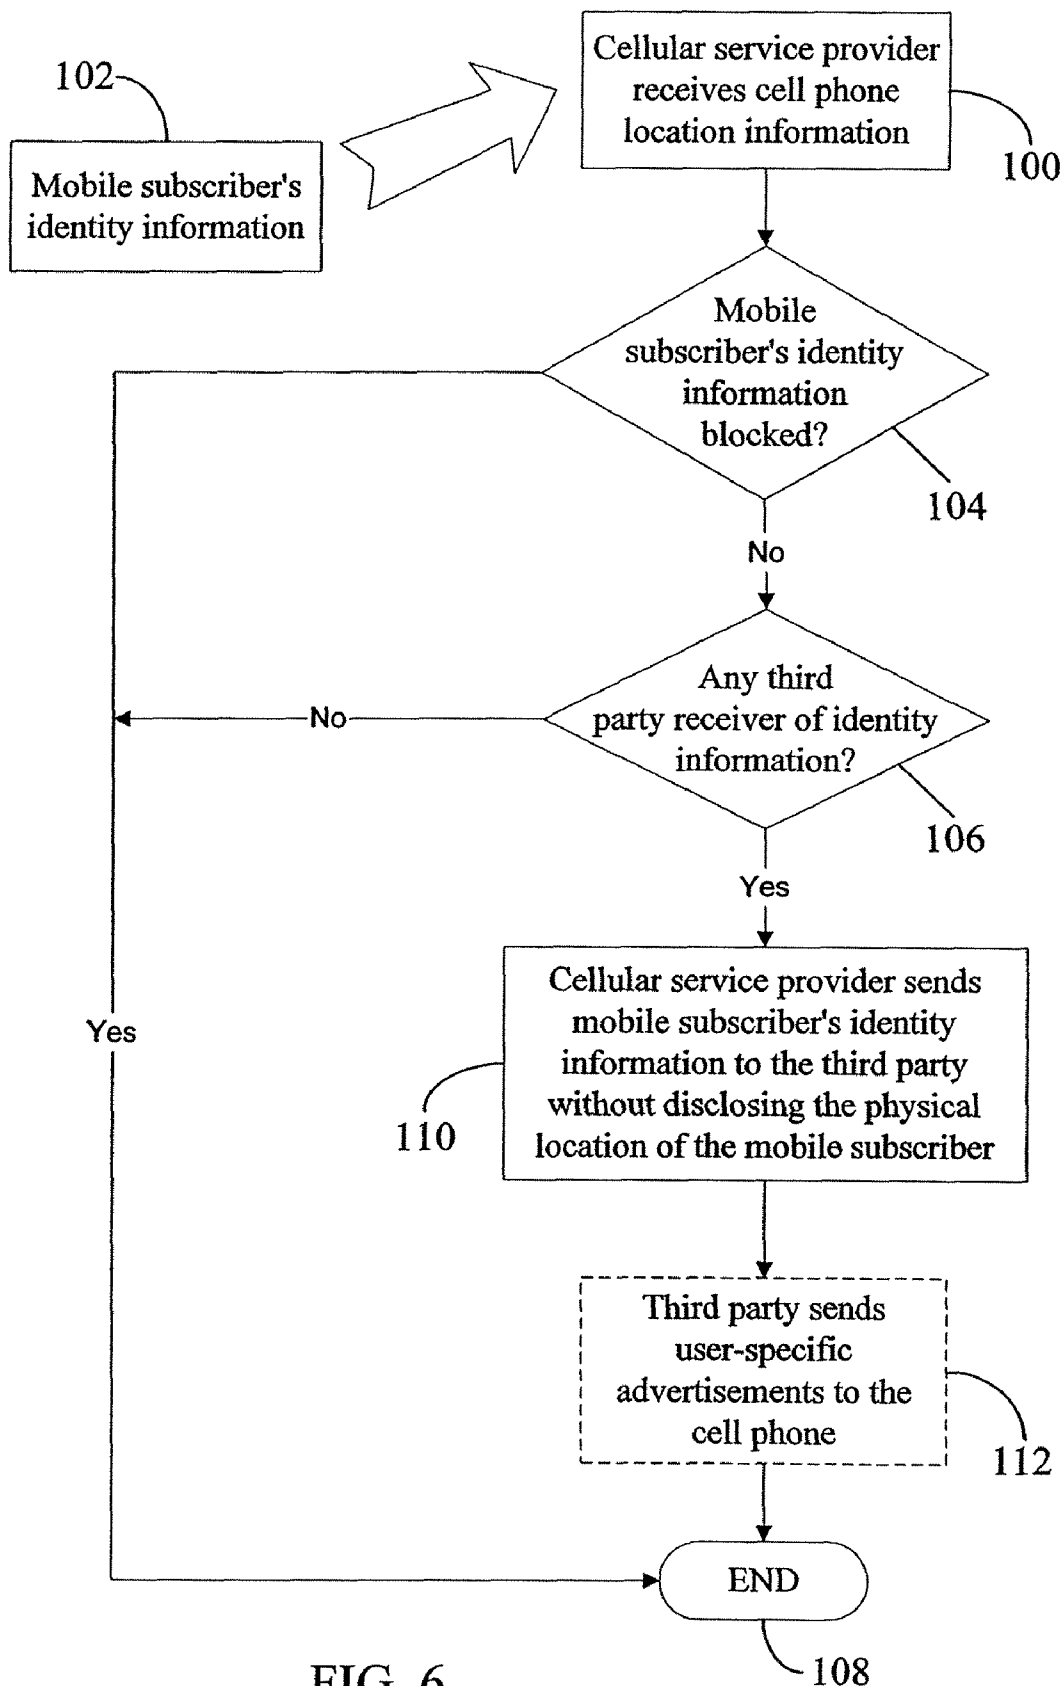 Cellular service provider
receives cell phone
location information
100
102
Mobile subscriber's
identity information
Mobile
subscriber's identity
information
blocked?
104
No
Any third
party receiver of identity
information?
106
No
Yes
Cellular service provider sends
mobile subscriber's identity
information to the third party
without disclosing the physical
location of the mobile subscriber
110
Yes
Third party sends
user-specific
advertisements to the
cell phone
112
END
108
FIG. 6